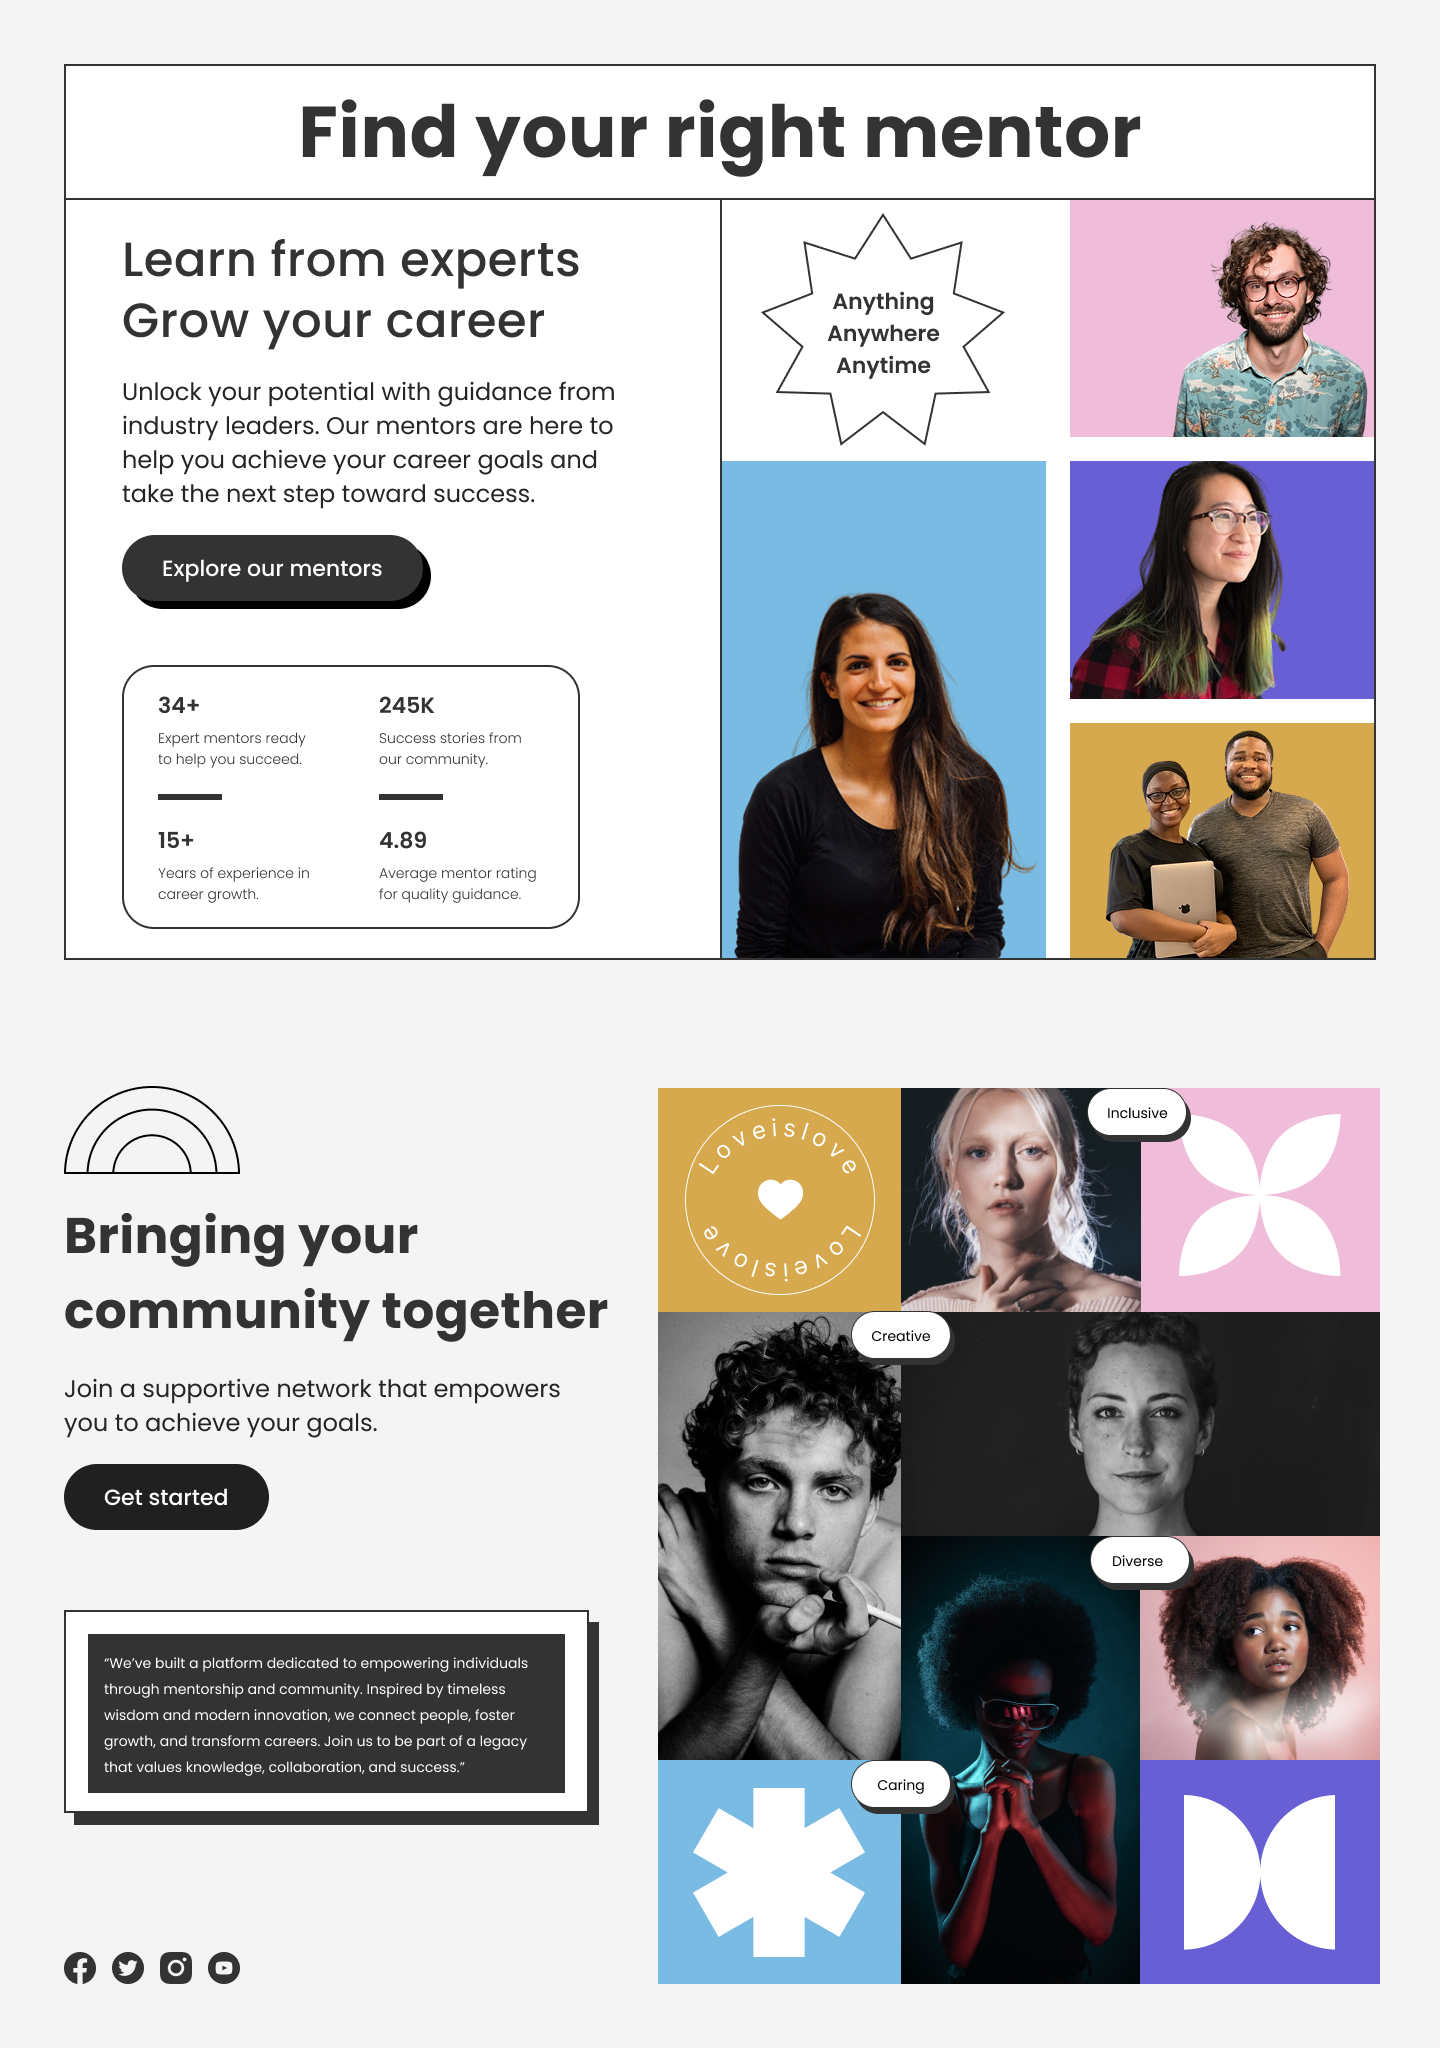 Find your right mentor
Learn from experts
Grow your career
Unlock your potential with guidance from
industry leaders. Our mentors are here to
help you achieve your career goals and
take the next step toward success.
Explore our mentors
34+
Expert mentors ready
to help you succeed.
245K
Success stories from
our community.
15+
Years of experience in
career growth.
4.89
Average mentor rating
for quality guidance.
Anything
Anywhere
Anytime
Bringing your
community together
Join a supportive network that empowers
you to achieve your goals.
Get started
“We’ve built a platform dedicated to empowering individuals
through mentorship and community. Inspired by timeless
wisdom and modern innovation, we connect people, foster
growth, and transform careers. Join us to be part of a legacy
that values knowledge, collaboration, and success.”
Loveislove
Loveislove
Inclusive
Creative
Diverse
Caring